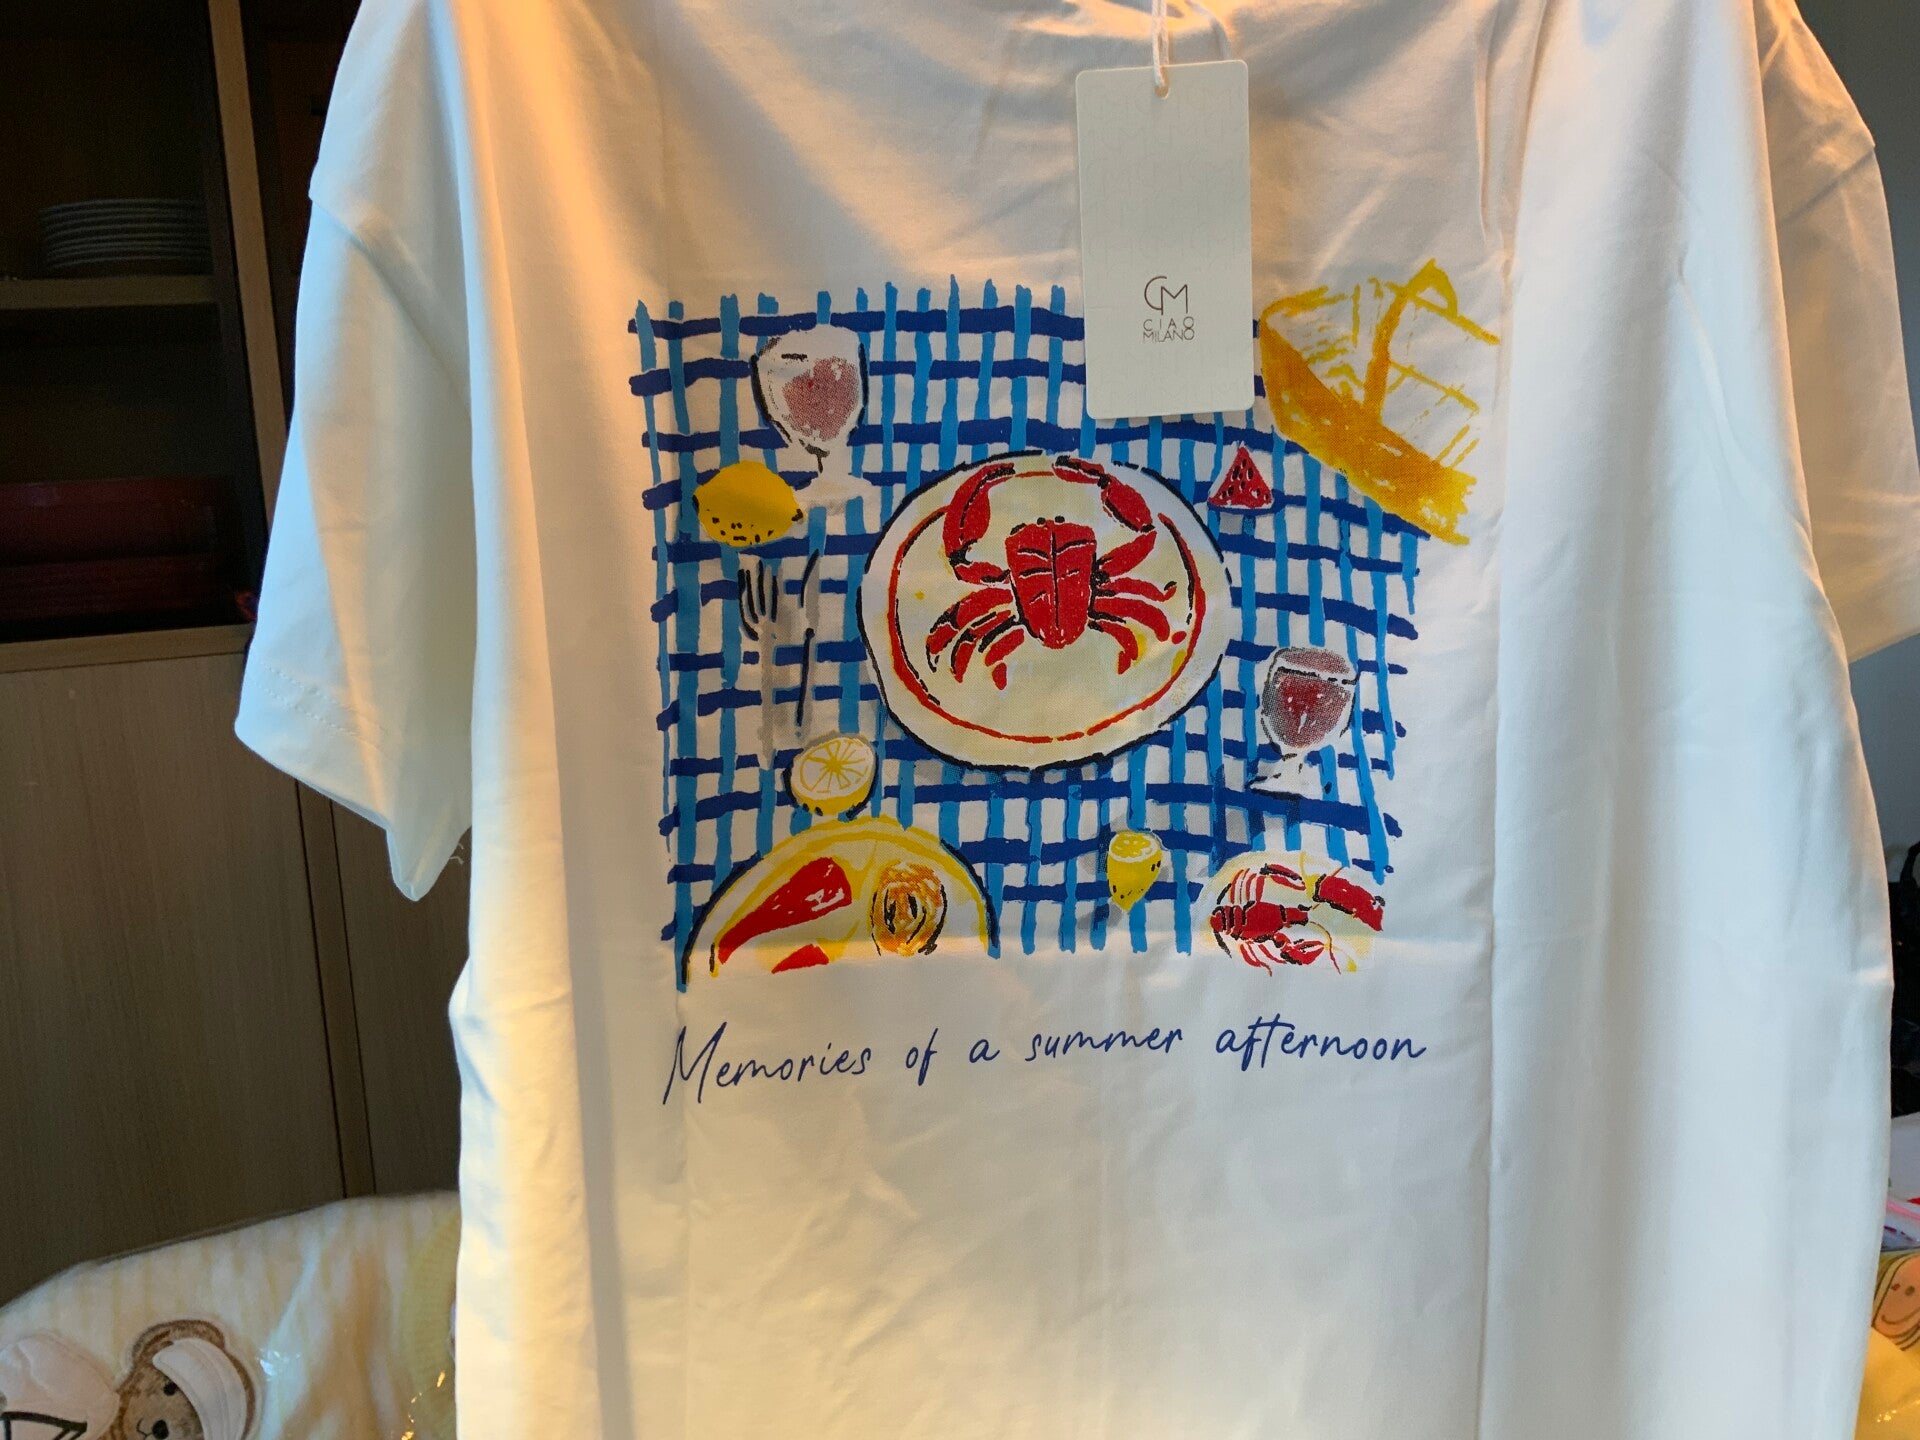 CM
CIAO
MILANO
Memories of a summer afternoon